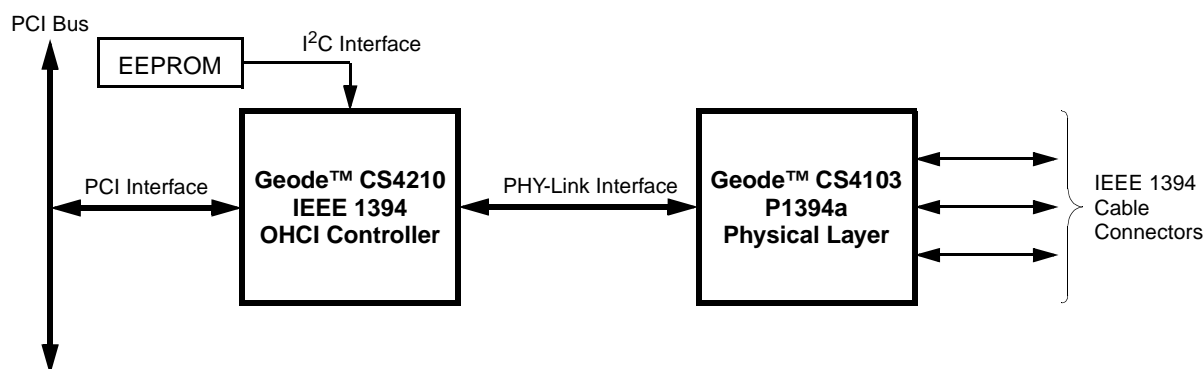 PCI Bus
I²C Interface
EEPROM
PCI Interface
Geode™ CS4210
IEEE 1394
OHCI Controller
PHY-Link Interface
Geode™ CS4103
P1394a
Physical Layer
IEEE 1394
Cable
Connectors